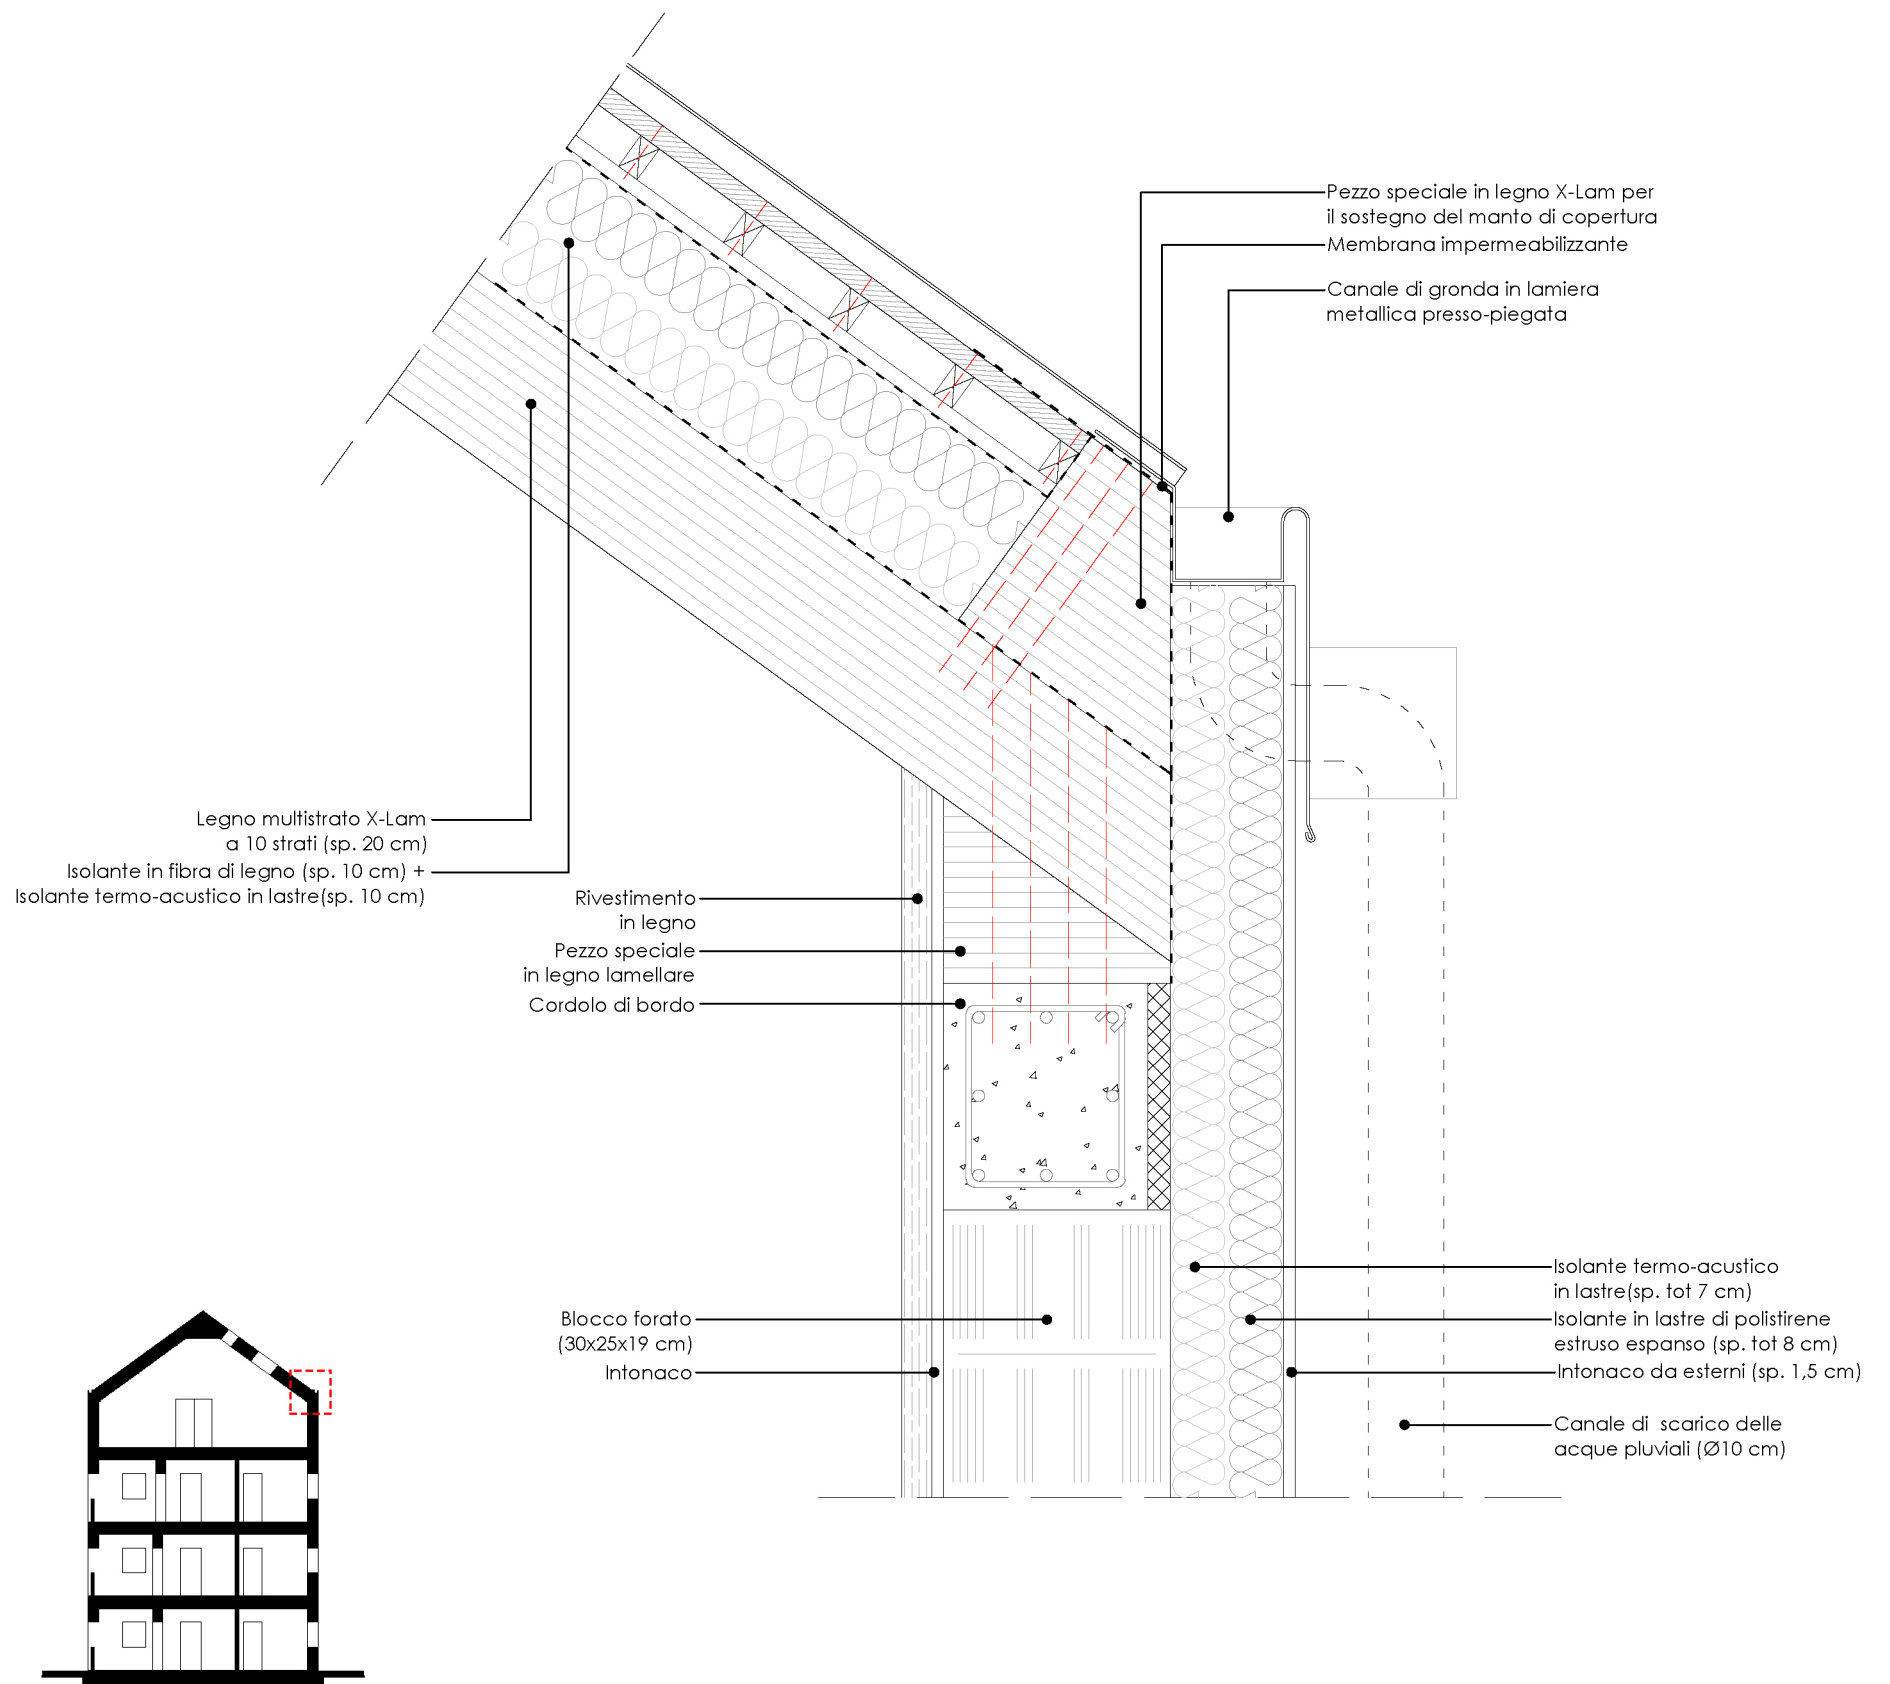 Pezzo speciale in legno X-Lam per
il sostegno del manto di copertura
Membrana impermeabilizzante
Canale di gronda in lamiera
metallica presso-piegata
Legno multistrato X-Lam
a 10 strati (sp. 20 cm)
Isolante in fibra di legno (sp. 10 cm) +
Isolante termo-acustico in lastre(sp. 10 cm)
Rivestimento
in legno
Pezzo speciale
in legno lamellare
Cordolo di bordo
Blocco forato
(30x25x19 cm)
Intonaco
Isolante termo-acustico
in lastre(sp. tot 7 cm)
Isolante in lastre di polistirene
estruso espanso (sp. tot 8 cm)
Intonaco da esterni (sp. 1,5 cm)
Canale di scarico delle
acque pluviali (Ø10 cm)